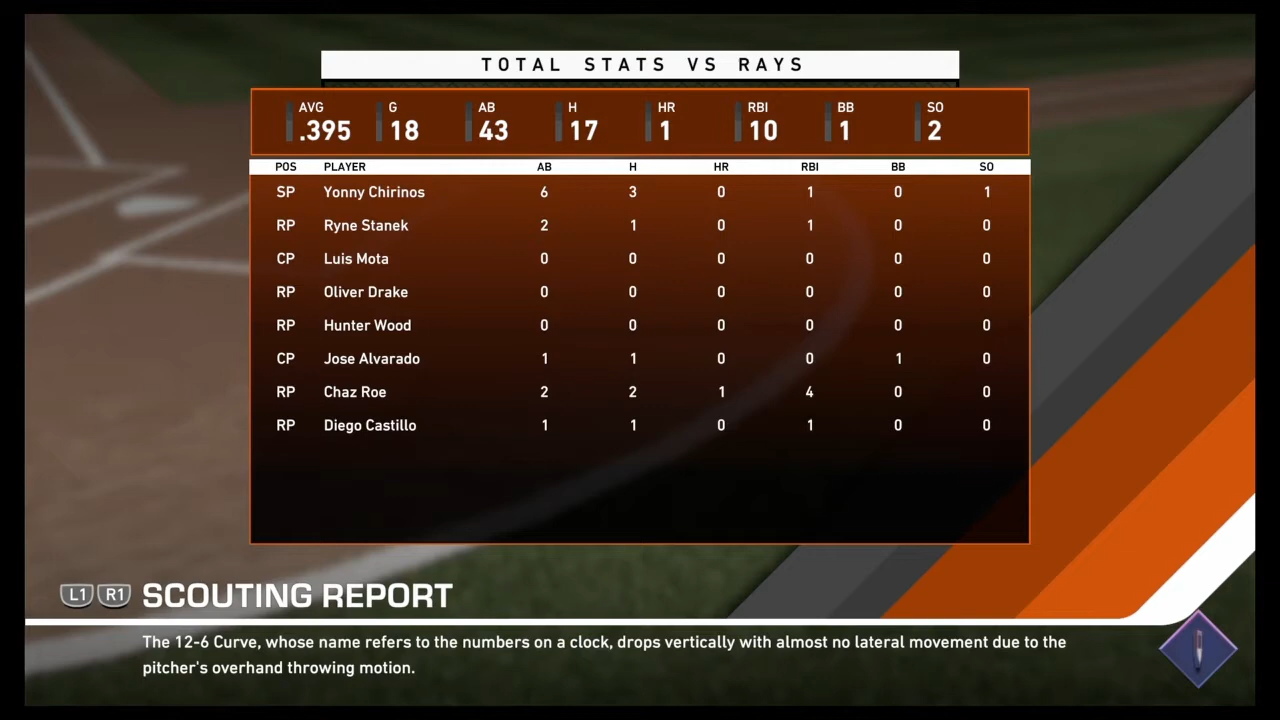 TOTAL STATS VS RAYS
AVG G AB H HR RBI BB SO
.395 18 43 17 1 10 1 2
POS PLAYER AB H HR RBI BB SO
SP Yonny Chirinos 6 3 0 1 0 1
RP Ryne Stanek 2 1 0 1 0 0
CP Luis Mota 0 0 0 0 0 0
RP Oliver Drake 0 0 0 0 0 0
RP Hunter Wood 0 0 0 0 0 0
CP Jose Alvarado 1 1 0 0 1 0
RP Chaz Roe 2 2 1 4 0 0
RP Diego Castillo 1 1 0 1 0 0
L1 R1 SCOUTING REPORT
The 12-6 Curve, whose name refers to the numbers on a clock, drops vertically with almost no lateral movement due to the
pitcher's overhand throwing motion.